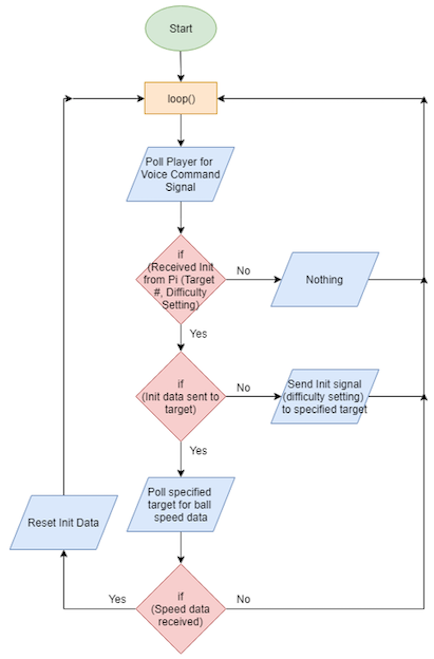 Start
loop()
Poll Player for
Voice Command
Signal
if
(Received Init
from Pi (Target
#, Difficulty
Setting)
No
Nothing
Yes
if
(Init data sent to
target)
No
Send Init signal
(difficulty setting)
to specified target
Yes
Poll specified
target for ball
speed data
Reset Init Data
Yes
if
(Speed data
received)
No